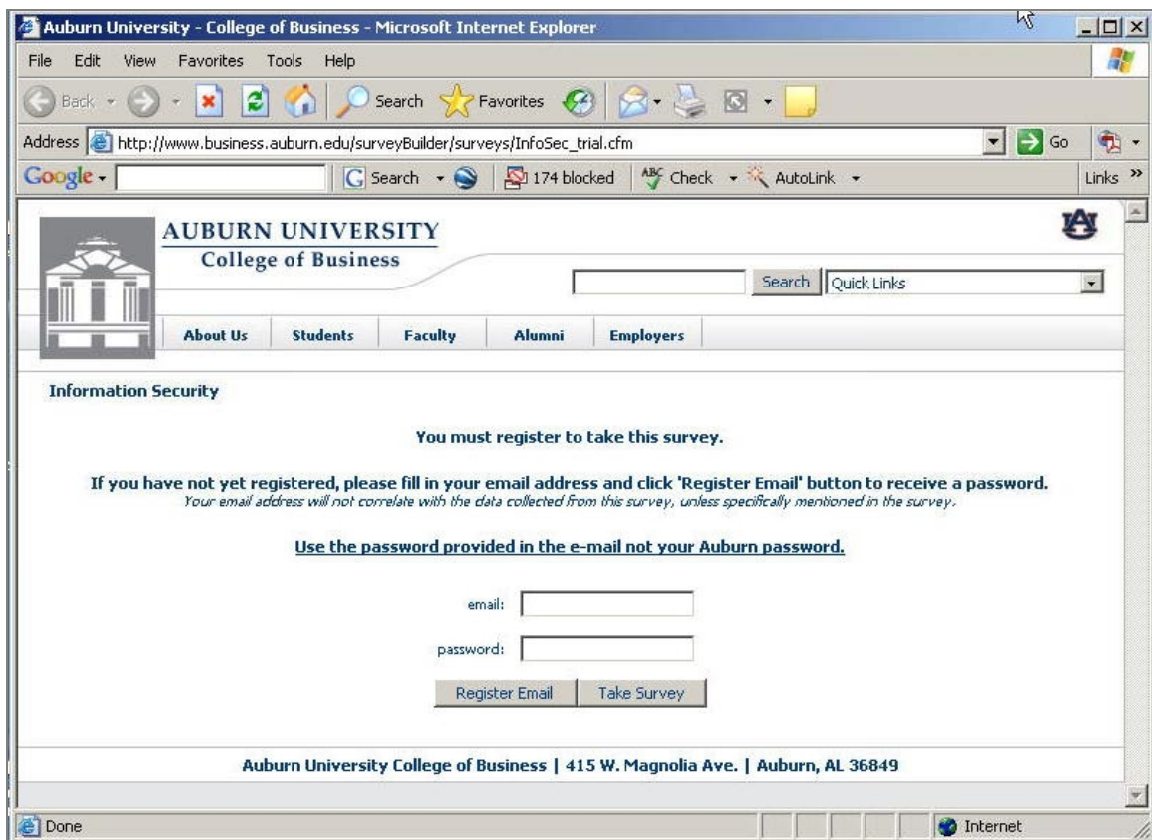 Auburn University - College of Business - Microsoft Internet Explorer
File Edit View Favorites Tools Help
Back Search Favorites
Address http://www.business.auburn.edu/surveyBuilder/surveys/InfoSec_trial.cfm Go
Google Search 174 blocked ABC Check AutoLink Links »
AUBURN UNIVERSITY
College of Business
AU
Search Quick Links
About Us Students Faculty Alumni Employers
Information Security
You must register to take this survey.
If you have not yet registered, please fill in your email address and click 'Register Email' button to receive a password.
Your email address will not correlate with the data collected from this survey, unless specifically mentioned in the survey.
Use the password provided in the e-mail not your Auburn password.
email:
password:
Register Email Take Survey
Auburn University College of Business | 415 W. Magnolia Ave. | Auburn, AL 36849
Done Internet